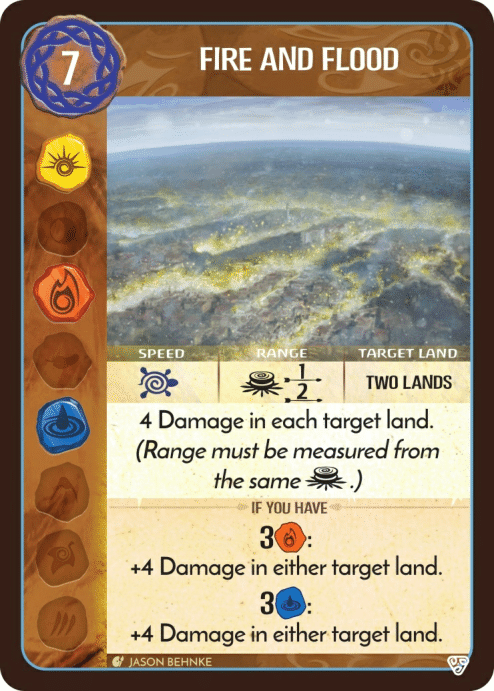 7
FIRE AND FLOOD
SPEED RANGE TARGET LAND
1
2
TWO LANDS
4 Damage in each target land.
(Range must be measured from
the same .)
IF YOU HAVE
3 :
+4 Damage in either target land.
3 :
+4 Damage in either target land.
JASON BEHNKE